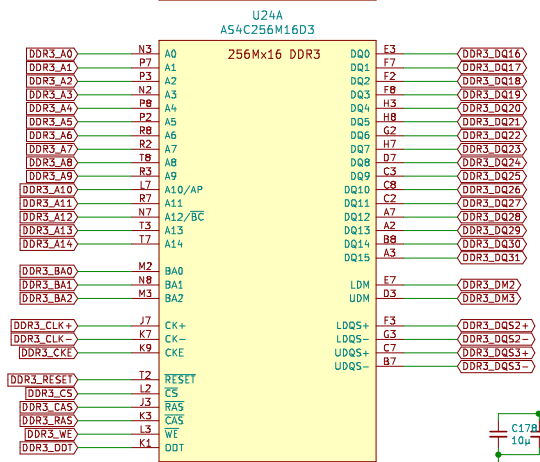 U24A
AS4C256M16D3
256Mx16 DDR3
DDR3_A0 N3 A0 DQ0 E3 DDR3_DQ16
DDR3_A1 P7 A1 DQ1 F7 DDR3_DQ17
DDR3_A2 P3 A2 DQ2 F2 DDR3_DQ18
DDR3_A3 N2 A3 DQ3 F8 DDR3_DQ19
DDR3_A4 P8 A4 DQ4 H3 DDR3_DQ20
DDR3_A5 P2 A5 DQ5 H8 DDR3_DQ21
DDR3_A6 R8 A6 DQ6 G2 DDR3_DQ22
DDR3_A7 R2 A7 DQ7 H7 DDR3_DQ23
DDR3_A8 T8 A8 DQ8 D7 DDR3_DQ24
DDR3_A9 R3 A9 DQ9 C3 DDR3_DQ25
DDR3_A10 L7 A10/AP DQ10 C8 DDR3_DQ26
DDR3_A11 R7 A11 DQ11 C2 DDR3_DQ27
DDR3_A12 N7 A12/BC DQ12 A7 DDR3_DQ28
DDR3_A13 T3 A13 DQ13 A2 DDR3_DQ29
DDR3_A14 T7 A14 DQ14 B8 DDR3_DQ30
DQ15 A3 DDR3_DQ31
DDR3_BA0 M2 BA0
DDR3_BA1 N8 BA1 LDM E7 DDR3_DM2
DDR3_BA2 M3 BA2 UDM D3 DDR3_DM3
DDR3_CLK+ J7 CK+ LDQS+ F3 DDR3_DQS2+
DDR3_CLK- K7 CK- LDQS- G3 DDR3_DQS2-
DDR3_CKE K9 CKE UDQS+ C7 DDR3_DQS3+
UDQS- B7 DDR3_DQS3-
DDR3_RESET T2 RESET
DDR3_CS L2 CS
DDR3_CAS J3 RAS
DDR3_RAS K3 CAS
DDR3_WE L3 WE
DDR3_ODT K1 ODT
C178
10µ